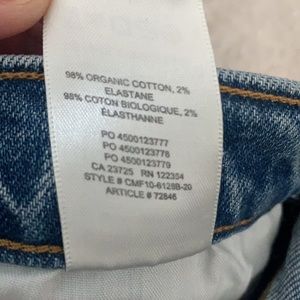 98% ORGANIC COTTON, 2%
ELASTANE
98% COTON BIOLOGIQUE, 2%
ÉLASTHANNE
PO 4500123777
PO 4500123778
PO 4500123779
CA 23725 RN 122354
STYLE # CMF10-6128B-20
ARTICLE # 72846